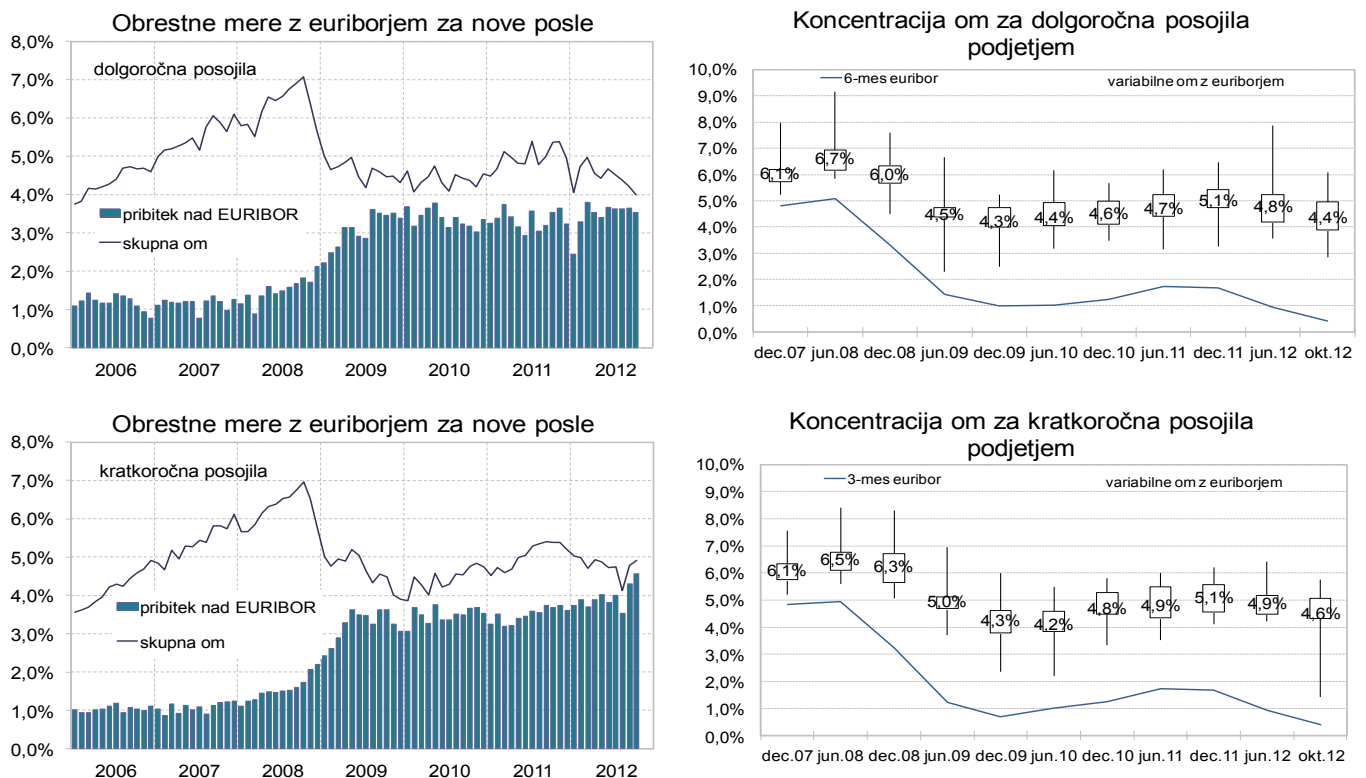 Obrestne mere z euriborjem za nove posle
8,0%
7,0%
6,0%
5,0%
4,0%
3,0%
2,0%
1,0%
0,0%
dolgoročna posojila
pribitek nad EURIBOR
skupna om
2006 2007 2008 2009 2010 2011 2012
Koncentracija om za dolgoročna posojila
podjetjem
10,0%
9,0%
8,0%
7,0%
6,0%
5,0%
4,0%
3,0%
2,0%
1,0%
0,0%
6-mes euribor
variabilne om z euriborjem
6,1% 6,7% 6,0% 4,5% 4,3% 4,4% 4,6% 4,7% 5,1% 4,8% 4,4%
dec.07 jun.08 dec.08 jun.09 dec.09 jun.10 dec.10 jun.11 dec.11 jun.12 okt.12
Obrestne mere z euriborjem za nove posle
8,0%
7,0%
6,0%
5,0%
4,0%
3,0%
2,0%
1,0%
0,0%
kratkoročna posojila
pribitek nad EURIBOR
skupna om
2006 2007 2008 2009 2010 2011 2012
Koncentracija om za kratkoročna posojila
podjetjem
10,0%
9,0%
8,0%
7,0%
6,0%
5,0%
4,0%
3,0%
2,0%
1,0%
0,0%
3-mes euribor
variabilne om z euriborjem
6,1% 6,5% 6,3% 5,0% 4,3% 4,2% 4,8% 4,9% 5,1% 4,9% 4,6%
dec.07 jun.08 dec.08 jun.09 dec.09 jun.10 dec.10 jun.11 dec.11 jun.12 okt.12